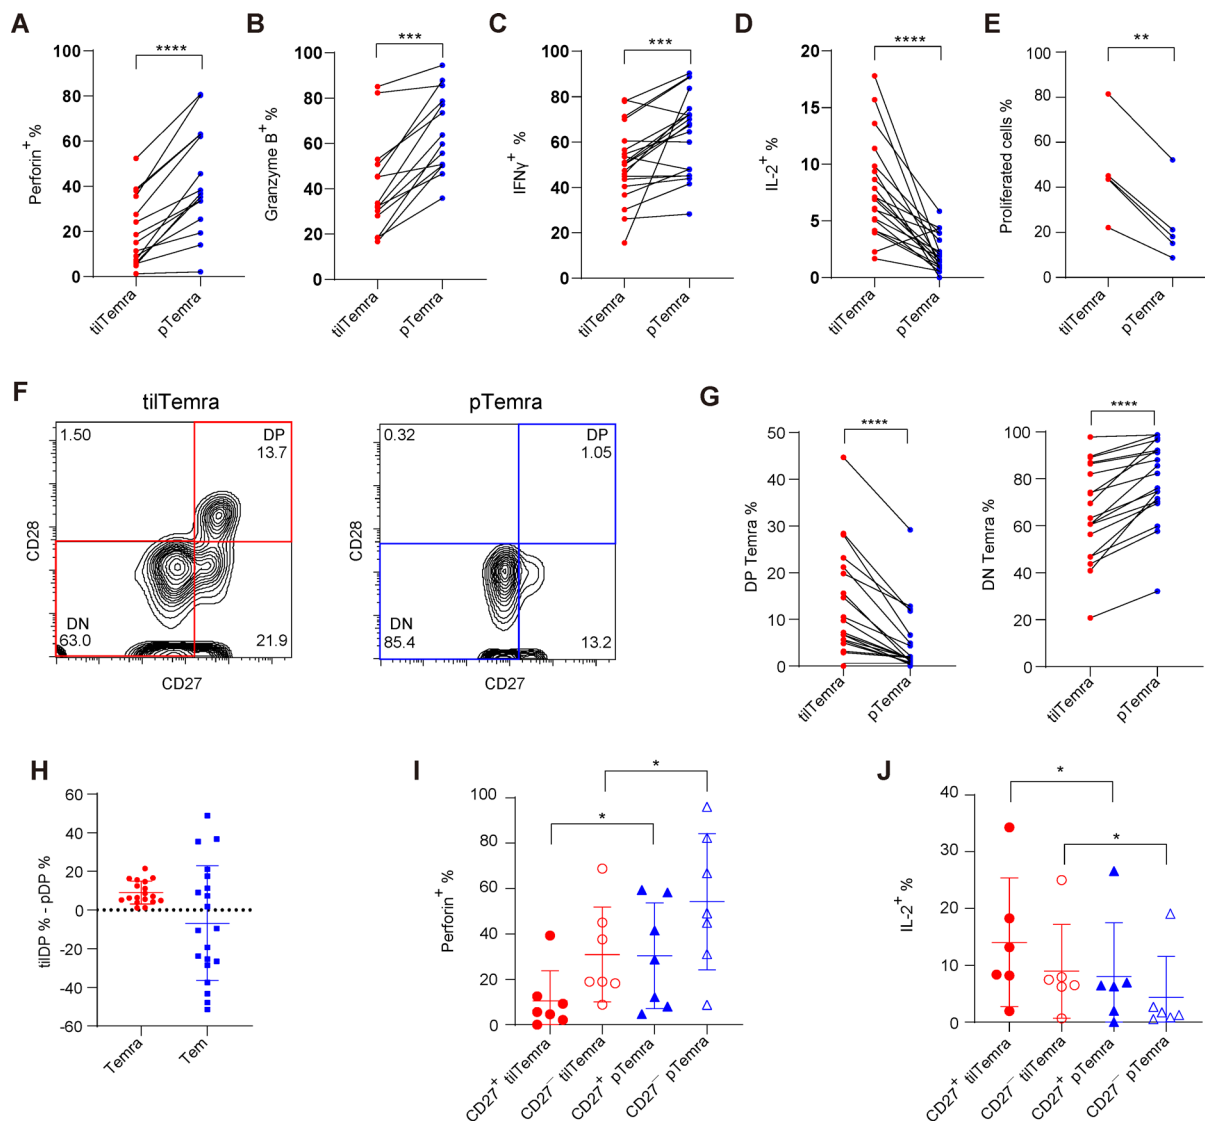 A
Perforin+ %
100
80
60
40
20
0
****
tilTemra
pTemra
B
Granzyme B+ %
100
80
60
40
20
0
***
tilTemra
pTemra
C
IFNγ+ %
100
80
60
40
20
0
***
tilTemra
pTemra
D
IL-2+ %
20
15
10
5
0
****
tilTemra
pTemra
E
Proliferated cells %
100
80
60
40
20
0
**
tilTemra
pTemra
F
tilTemra
1.50
DP
13.7
DN
63.0
21.9
CD28
CD27
pTemra
0.32
DP
1.05
DN
85.4
13.2
CD28
CD27
G
DP Temra %
50
40
30
20
10
0
****
tilTemra
pTemra
DN Temra %
100
80
60
40
20
0
****
tilTemra
pTemra
H
tilDP % - pDP %
60
40
20
0
-20
-40
-60
Temra
Tem
I
Perforin+ %
100
80
60
40
20
0
*
*
CD27+ tilTemra
CD27− tilTemra
CD27+ pTemra
CD27− pTemra
J
IL-2+ %
40
30
20
10
0
*
*
CD27+ tilTemra
CD27− tilTemra
CD27+ pTemra
CD27− pTemra